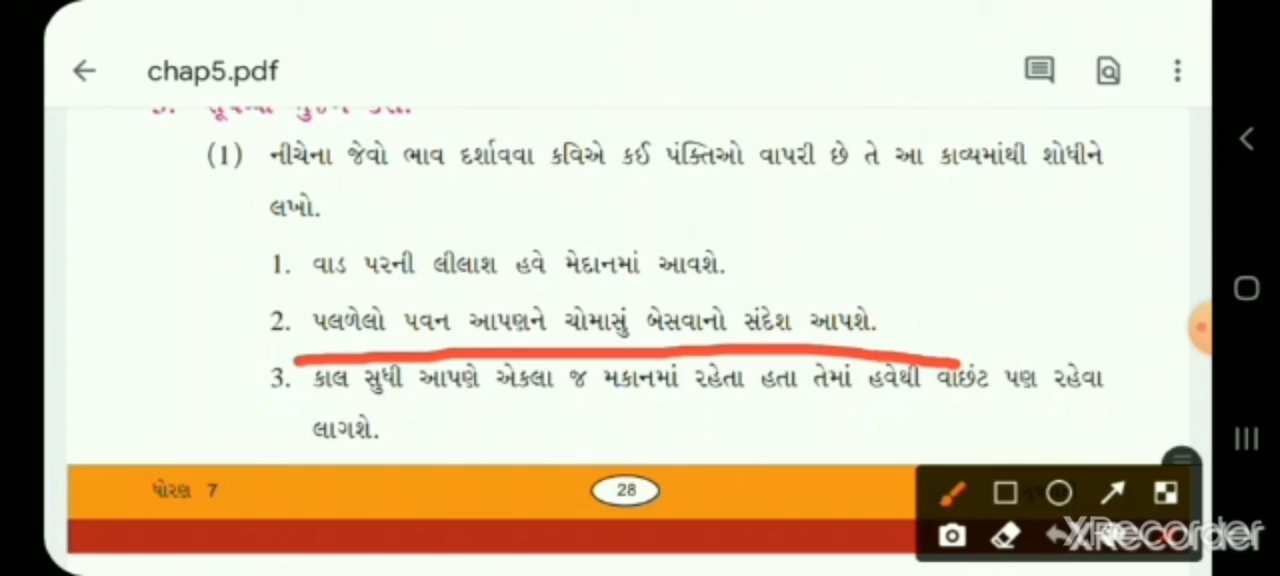 chap5.pdf
(1) નીચેના જેવો ભાવ દર્શાવવા કવિએ કઈ પંક્તિઓ વાપરી છે તે આ કાવ્યમાંથી શોધીને
લખો.
1. વાડ પરની લીલાશ હવે મેદાનમાં આવશે.
2. પલળેલો પવન આપણને ચોમાસું બેસવાનો સંદેશ આપશે.
3. કાલ સુધી આપણે એકલા જ મકાનમાં રહેતા હતા તેમાં હવેથી વાછંટ પણ રહેવા
લાગશે.
ધોરણ 7
28
XRecorder